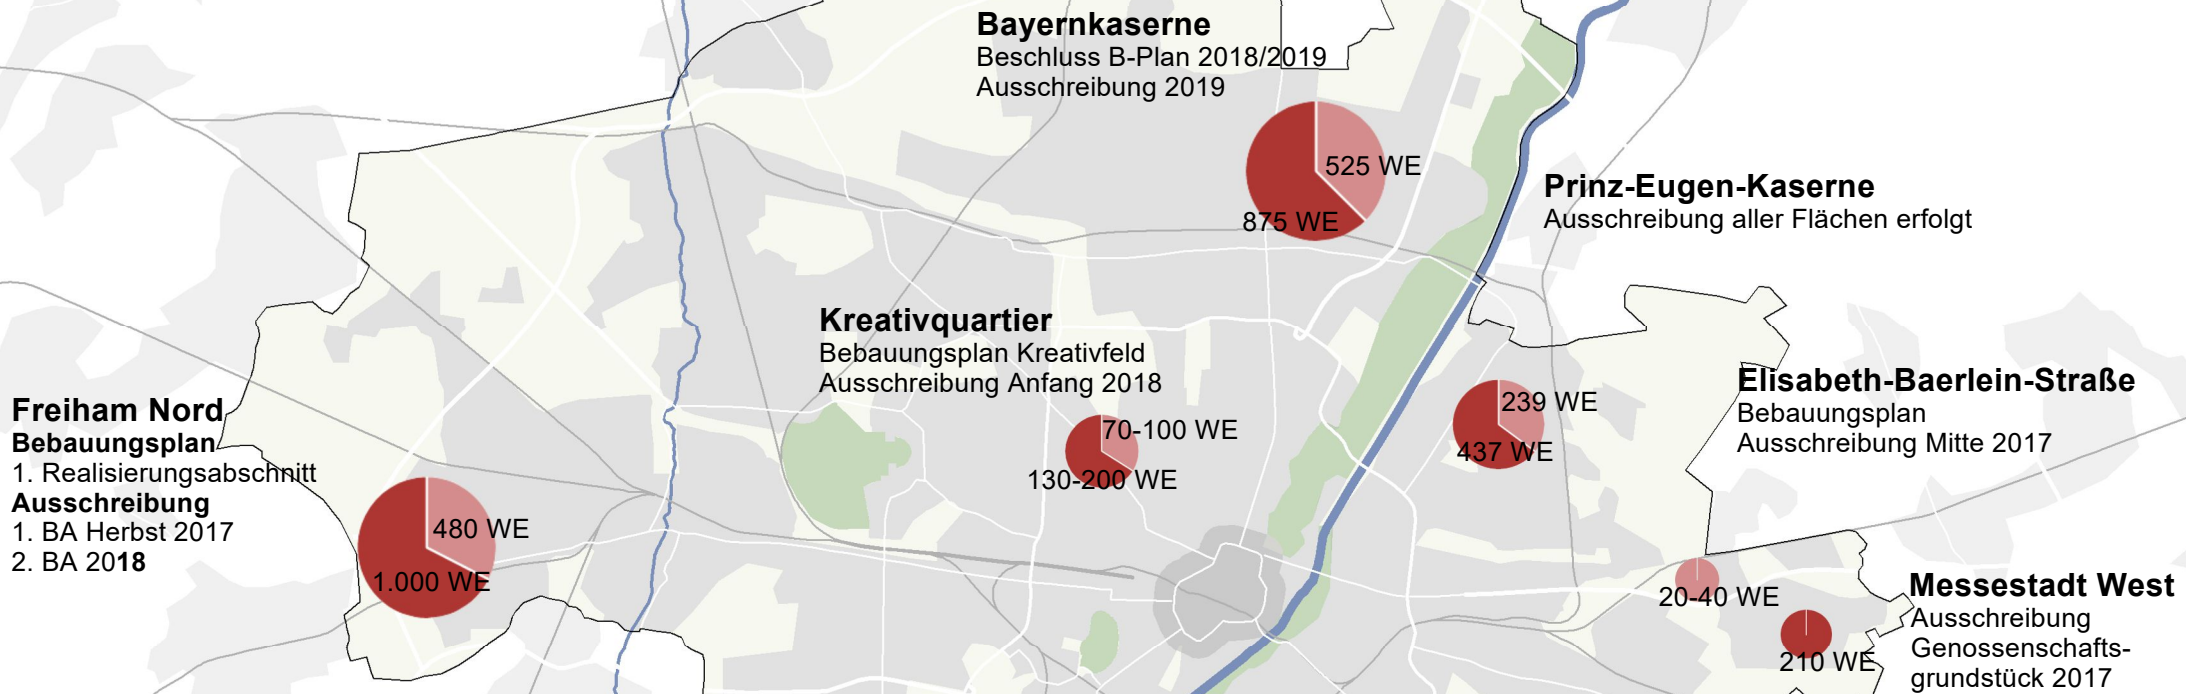 Bayernkaserne
Beschluss B-Plan 2018/2019
Ausschreibung 2019
525 WE
875 WE
Prinz-Eugen-Kaserne
Ausschreibung aller Flächen erfolgt
239 WE
437 WE
Kreativquartier
Bebauungsplan Kreativfeld
Ausschreibung Anfang 2018
70-100 WE
130-200 WE
Elisabeth-Baerlein-Straße
Bebauungsplan
Ausschreibung Mitte 2017
20-40 WE
Freiham Nord
Bebauungsplan
1. Realisierungsabschnitt
Ausschreibung
1. BA Herbst 2017
2. BA 2018
480 WE
1.000 WE
Messestadt West
Ausschreibung
Genossenschafts-
grundstück 2017
210 WE